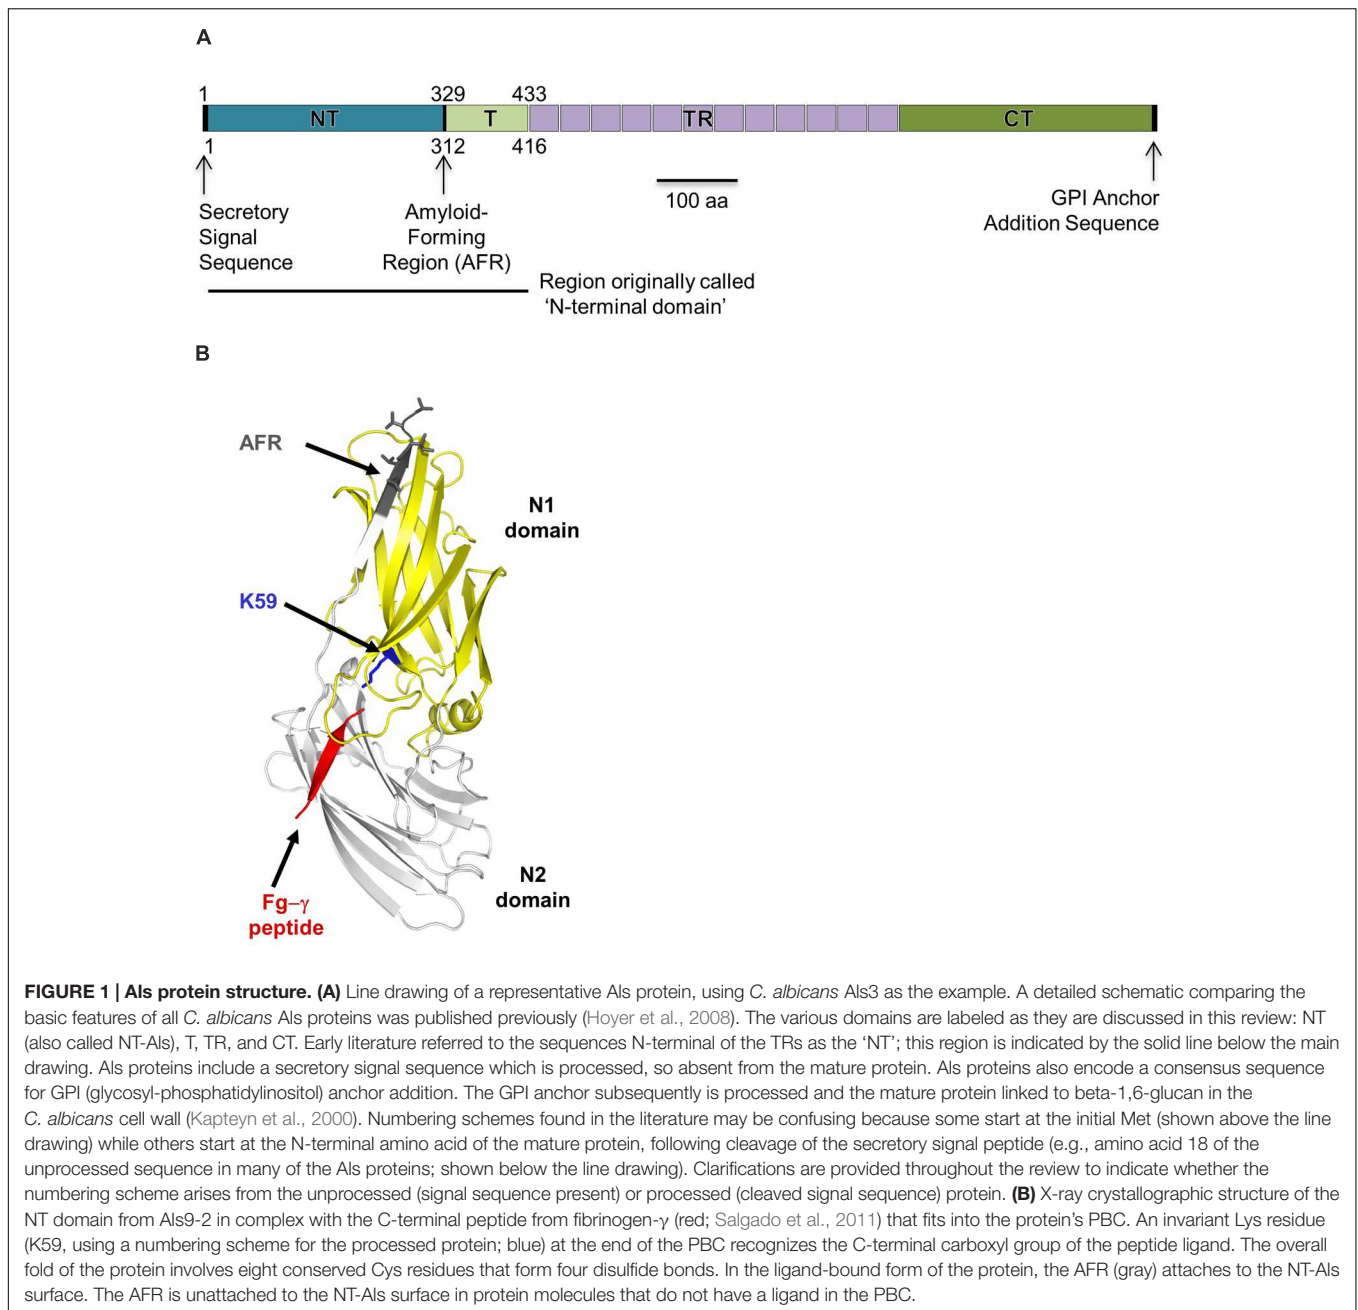 A
1 329 433
NT T TR CT
1 312 416
100 aa
Secretory
Signal
Sequence
Amyloid-
Forming
Region (AFR)
GPI Anchor
Addition Sequence
Region originally called
‘N-terminal domain’
B
AFR
N1
domain
K59
N2
domain
Fg–γ
peptide
FIGURE 1 | Als protein structure. (A) Line drawing of a representative Als protein, using C. albicans Als3 as the example. A detailed schematic comparing the
basic features of all C. albicans Als proteins was published previously (Hoyer et al., 2008). The various domains are labeled as they are discussed in this review: NT
(also called NT-Als), T, TR, and CT. Early literature referred to the sequences N-terminal of the TRs as the ‘NT’; this region is indicated by the solid line below the main
drawing. Als proteins include a secretory signal sequence which is processed, so absent from the mature protein. Als proteins also encode a consensus sequence
for GPI (glycosyl-phosphatidylinositol) anchor addition. The GPI anchor subsequently is processed and the mature protein linked to beta-1,6-glucan in the
C. albicans cell wall (Kapteyn et al., 2000). Numbering schemes found in the literature may be confusing because some start at the initial Met (shown above the line
drawing) while others start at the N-terminal amino acid of the mature protein, following cleavage of the secretory signal peptide (e.g., amino acid 18 of the
unprocessed sequence in many of the Als proteins; shown below the line drawing). Clarifications are provided throughout the review to indicate whether the
numbering scheme arises from the unprocessed (signal sequence present) or processed (cleaved signal sequence) protein. (B) X-ray crystallographic structure of the
NT domain from Als9-2 in complex with the C-terminal peptide from fibrinogen-γ (red; Salgado et al., 2011) that fits into the protein’s PBC. An invariant Lys residue
(K59, using a numbering scheme for the processed protein; blue) at the end of the PBC recognizes the C-terminal carboxyl group of the peptide ligand. The overall
fold of the protein involves eight conserved Cys residues that form four disulfide bonds. In the ligand-bound form of the protein, the AFR (gray) attaches to the NT-Als
surface. The AFR is unattached to the NT-Als surface in protein molecules that do not have a ligand in the PBC.